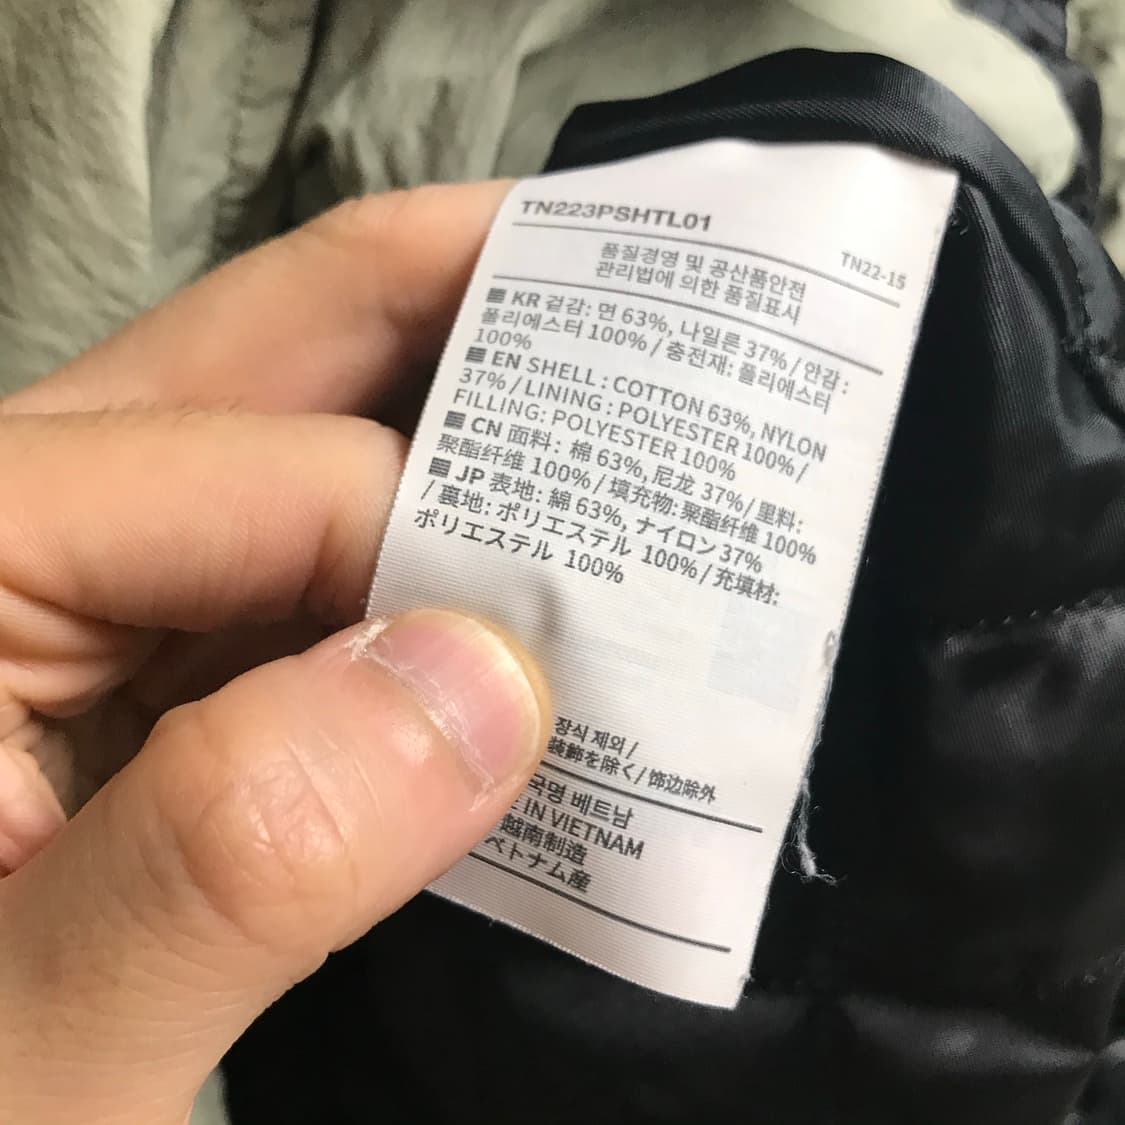 TN223PSHTL01
TN22-15
품질경영 및 공산품안전
관리법에 의한 품질표시
KR 겉감: 면 63%, 나일론 37% / 안감:
폴리에스터 100% / 충전재: 폴리에스터
100%
EN SHELL : COTTON 63%, NYLON
37% / LINING : POLYESTER 100% /
FILLING: POLYESTER 100%
CN 面料: 棉 63%, 尼龙 37% / 里料:
聚酯纤维 100% / 填充物: 聚酯纤维 100%
JP 表地: 綿 63%, ナイロン 37%
/ 裏地: ポリエステル 100% / 充填材:
ポリエステル 100%
장식 제외 /
装飾を除く / 饰边除外
국명 베트남
IN VIETNAM
越南制造
ベトナム産